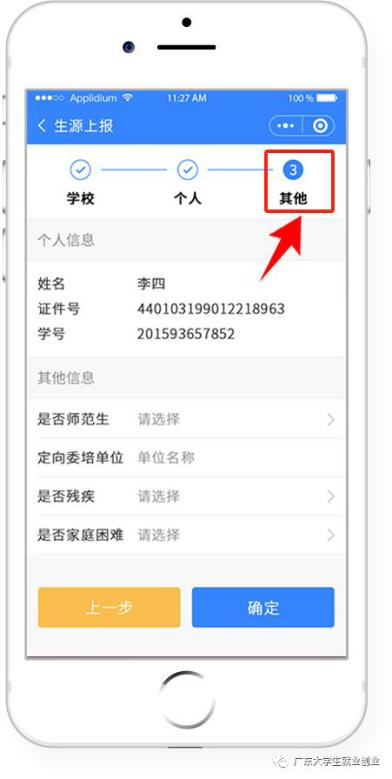 Applidium 11:27 AM 100 %
生源上报
3
学校 个人 其他
个人信息
姓名 李四
证件号 440103199012218963
学号 201593657852
其他信息
是否师范生 请选择
定向委培单位 单位名称
是否残疾 请选择
是否家庭困难 请选择
上一步 确定
广东大学生就业创业